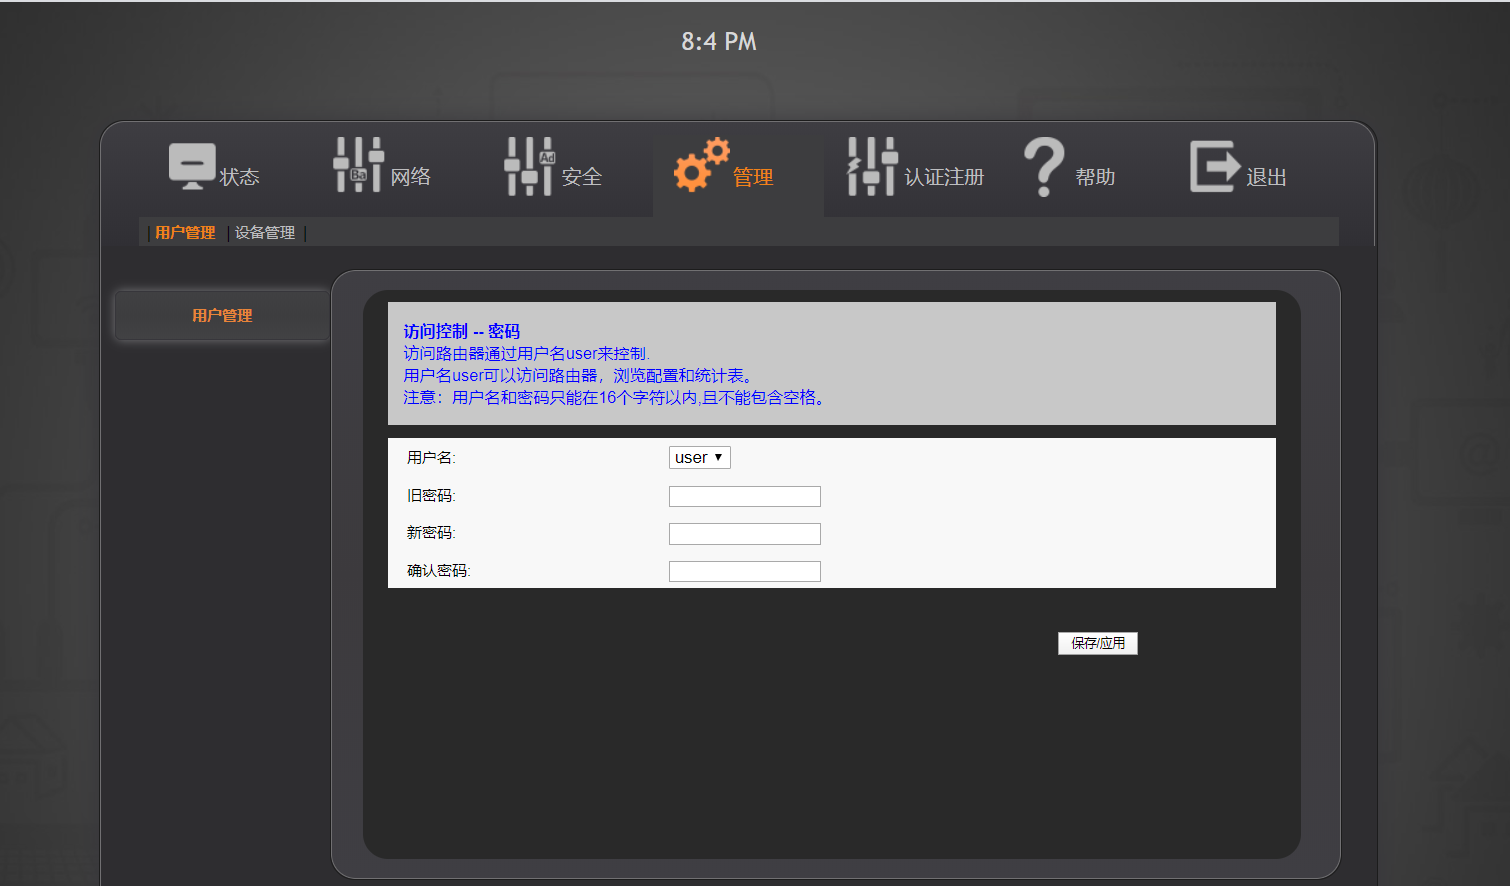 8:4 PM
状态
Ba
网络
Ad
安全
管理
认证注册
帮助
退出
| 用户管理 | 设备管理 |
用户管理
访问控制 -- 密码
访问路由器通过用户名user来控制.
用户名user可以访问路由器，浏览配置和统计表。
注意：用户名和密码只能在16个字符以内,且不能包含空格。
用户名: user
旧密码:
新密码:
确认密码:
保存/应用